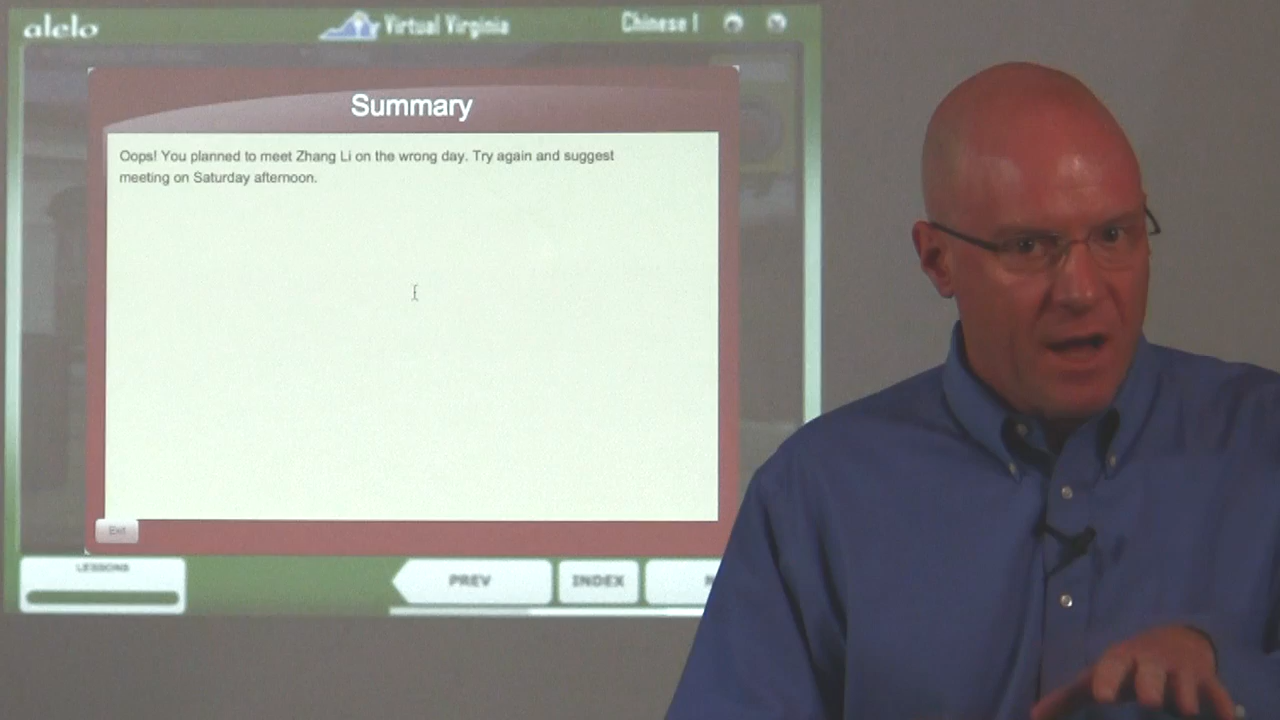 alelo
Virtual Virginia
Chinese I
Summary
Oops! You planned to meet Zhang Li on the wrong day. Try again and suggest
meeting on Saturday afternoon.
Exit
LESSONS
PREV
INDEX